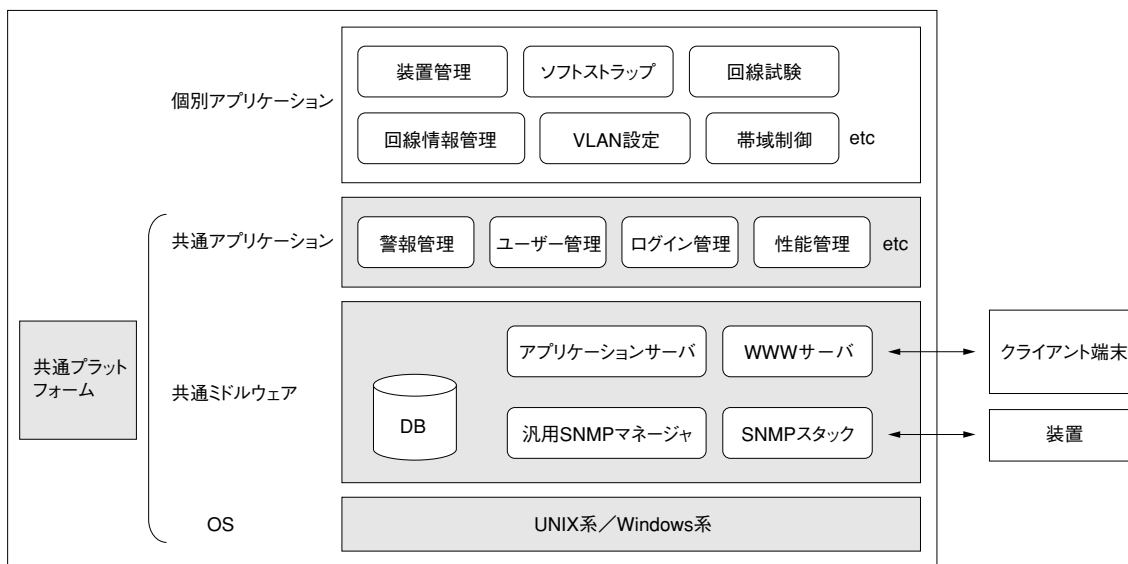 個別アプリケーション
装置管理
ソフトストラップ
回線試験
回線情報管理
VLAN設定
帯域制御
etc
共通アプリケーション
警報管理
ユーザー管理
ログイン管理
性能管理
etc
共通プラット
フォーム
共通ミドルウェア
DB
アプリケーションサーバ
WWWサーバ
汎用SNMPマネージャ
SNMPスタック
クライアント端末
装置
OS
UNIX系／Windows系